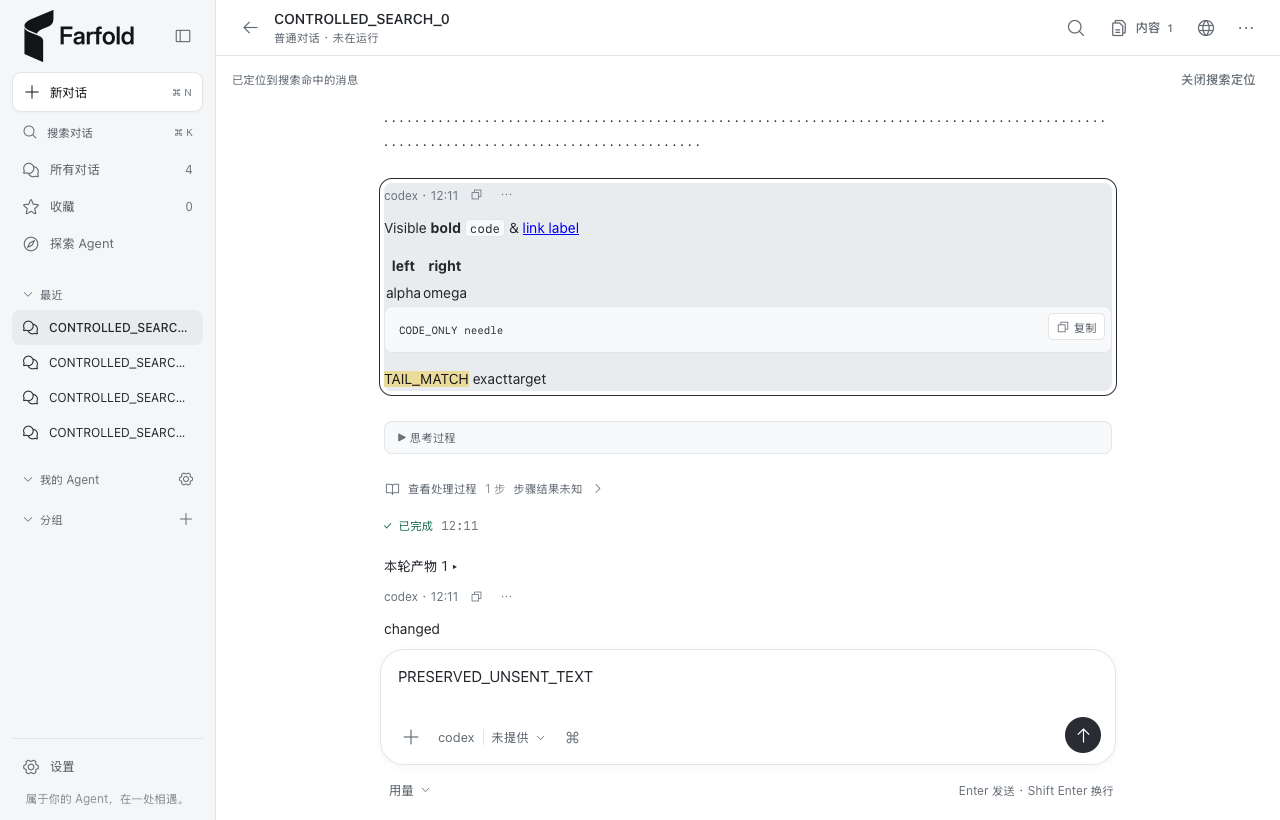 Farfold
新对话 ⌘ N
搜索对话 ⌘ K
所有对话 4
收藏 0
探索 Agent
最近
CONTROLLED_SEARC...
CONTROLLED_SEARC...
CONTROLLED_SEARC...
CONTROLLED_SEARC...
我的 Agent
分组
设置
属于你的 Agent，在一处相遇。
CONTROLLED_SEARCH_0
普通对话 · 未在运行
内容 1
已定位到搜索命中的消息
关闭搜索定位
codex · 12:11
Visible bold code & link label
left right
alpha omega
CODE_ONLY needle
复制
TAIL_MATCH exacttarget
思考过程
查看处理过程 1 步 步骤结果未知
已完成 12:11
本轮产物 1
codex · 12:11
changed
PRESERVED_UNSENT_TEXT
codex 未提供 ⌘
用量
Enter 发送 · Shift Enter 换行